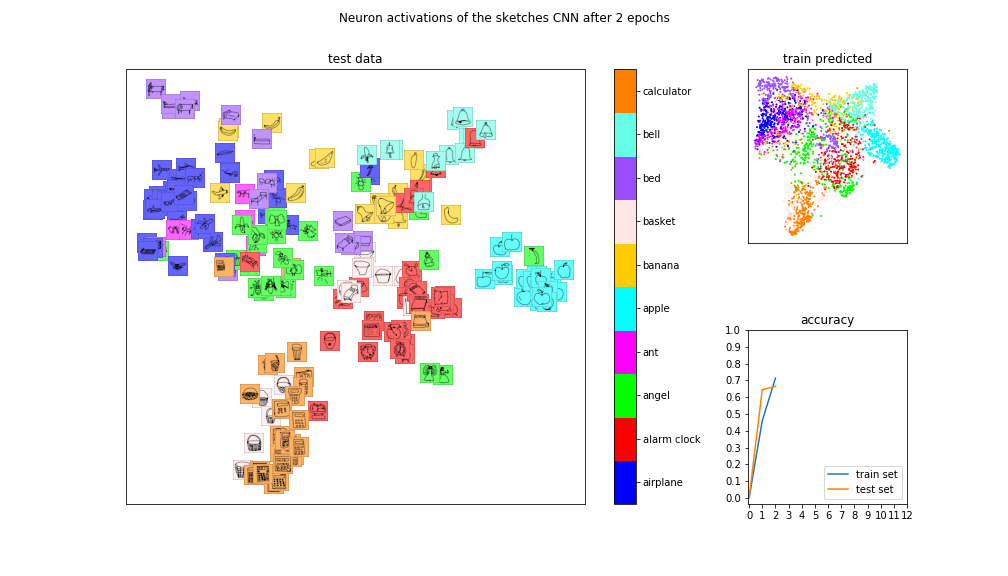 Neuron activations of the sketches CNN after 2 epochs
test data
calculator
bell
bed
basket
banana
apple
ant
angel
alarm clock
airplane
train predicted
accuracy
1.0
0.9
0.8
0.7
0.6
0.5
0.4
0.3
0.2
0.1
0.0
0 1 2 3 4 5 6 7 8 9 10 11 12
train set
test set